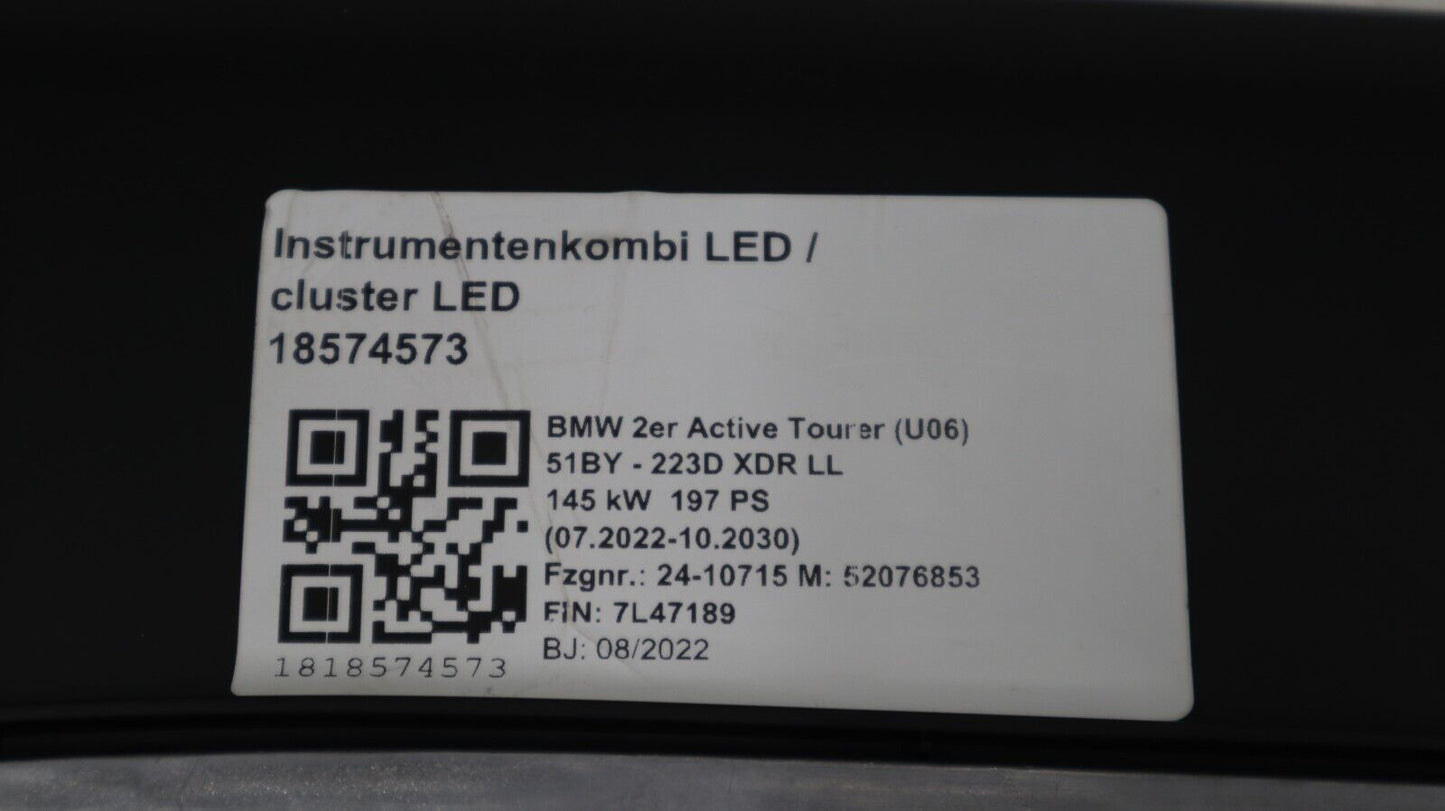 Instrumentenkombi LED /
cluster LED
18574573
BMW 2er Active Tourer (U06)
51BY - 223D XDR LL
145 kW 197 PS
(07.2022-10.2030)
Fzgnr.: 24-10715 M: 52076853
FIN: 7L47189
BJ: 08/2022
1818574573